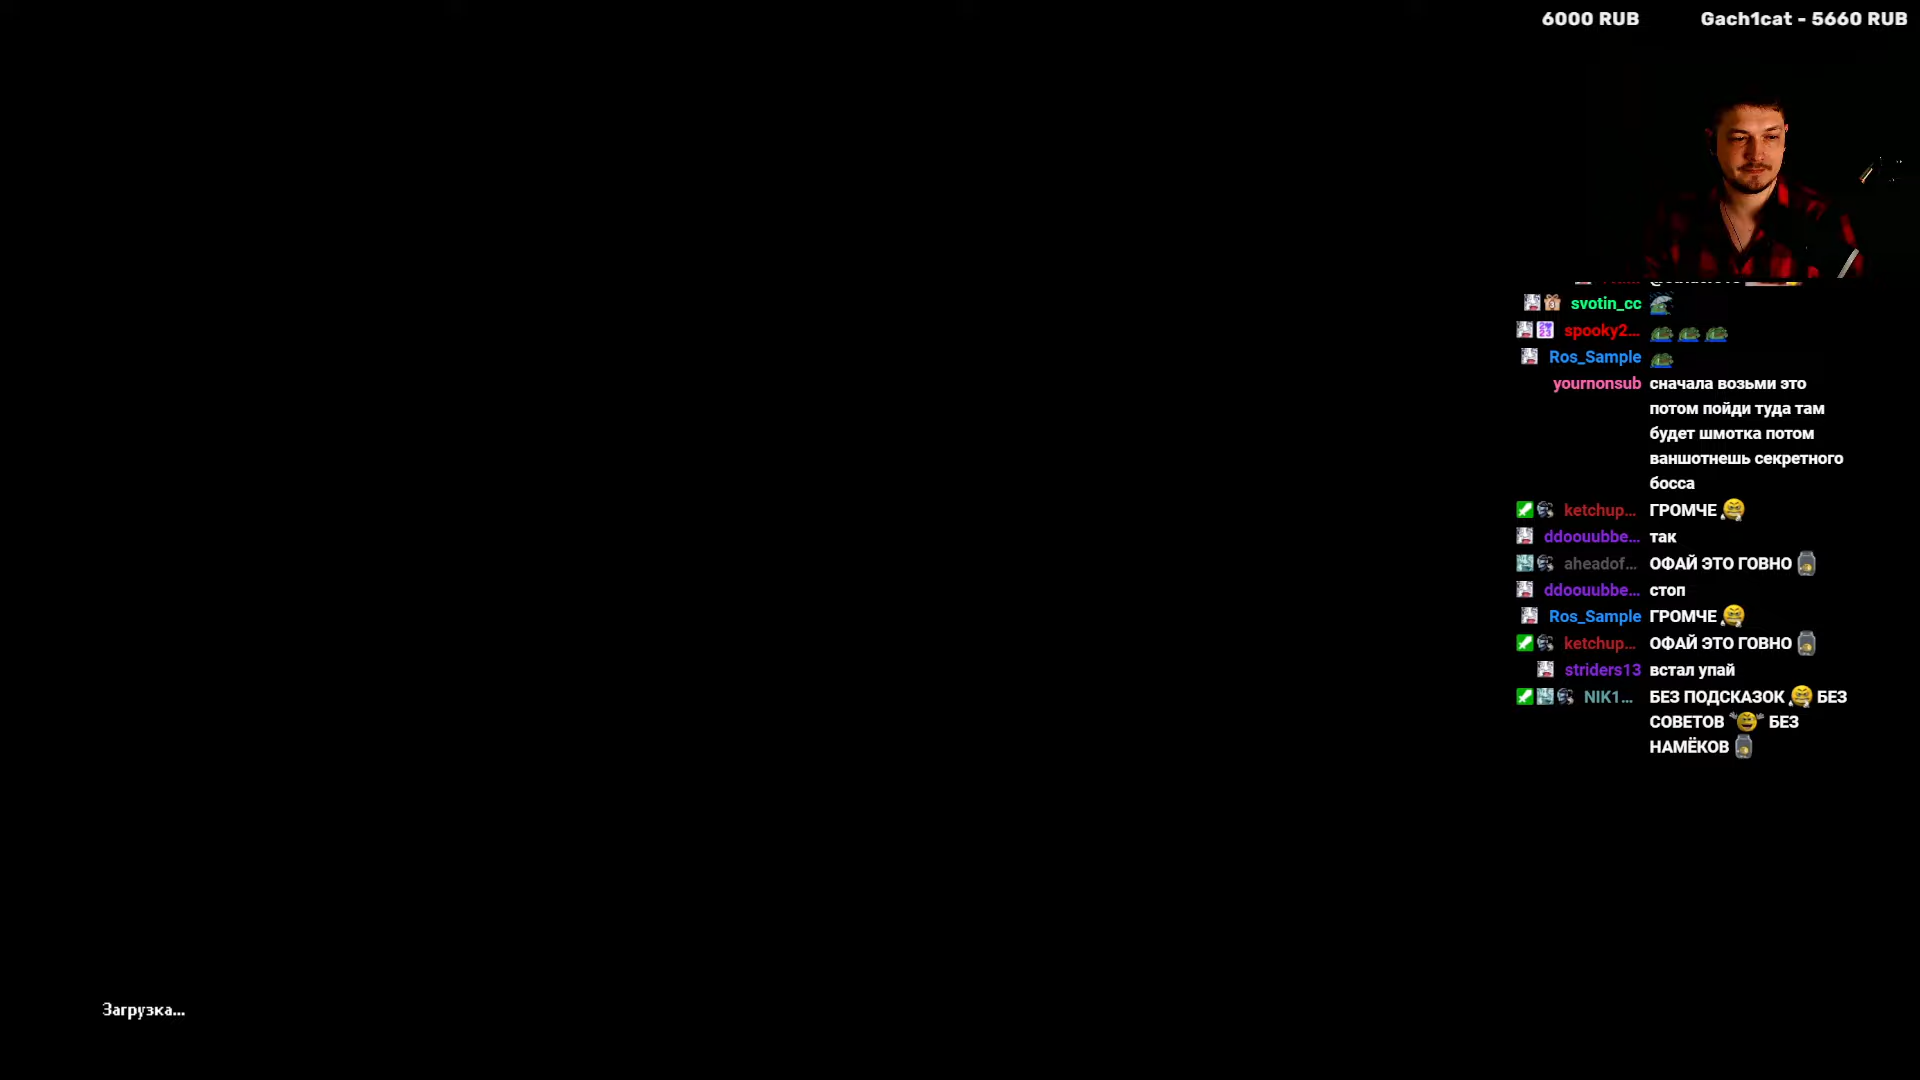 6000 RUB Gach1cat - 5660 RUB
svotin_cc
spooky2...
Ros_Sample
yournonsub сначала возьми это
потом пойди туда там
будет шмотка потом
ваншотнешь секретного
босса
ketchup... ГРОМЧЕ
ddoouubbe... так
aheadof... ОФАЙ ЭТО ГОВНО
ddoouubbe... стоп
Ros_Sample ГРОМЧЕ
ketchup... ОФАЙ ЭТО ГОВНО
striders13 встал упай
NIK1... БЕЗ ПОДСКАЗОК БЕЗ
СОВЕТОВ БЕЗ
НАМЁКОВ
Загрузка...